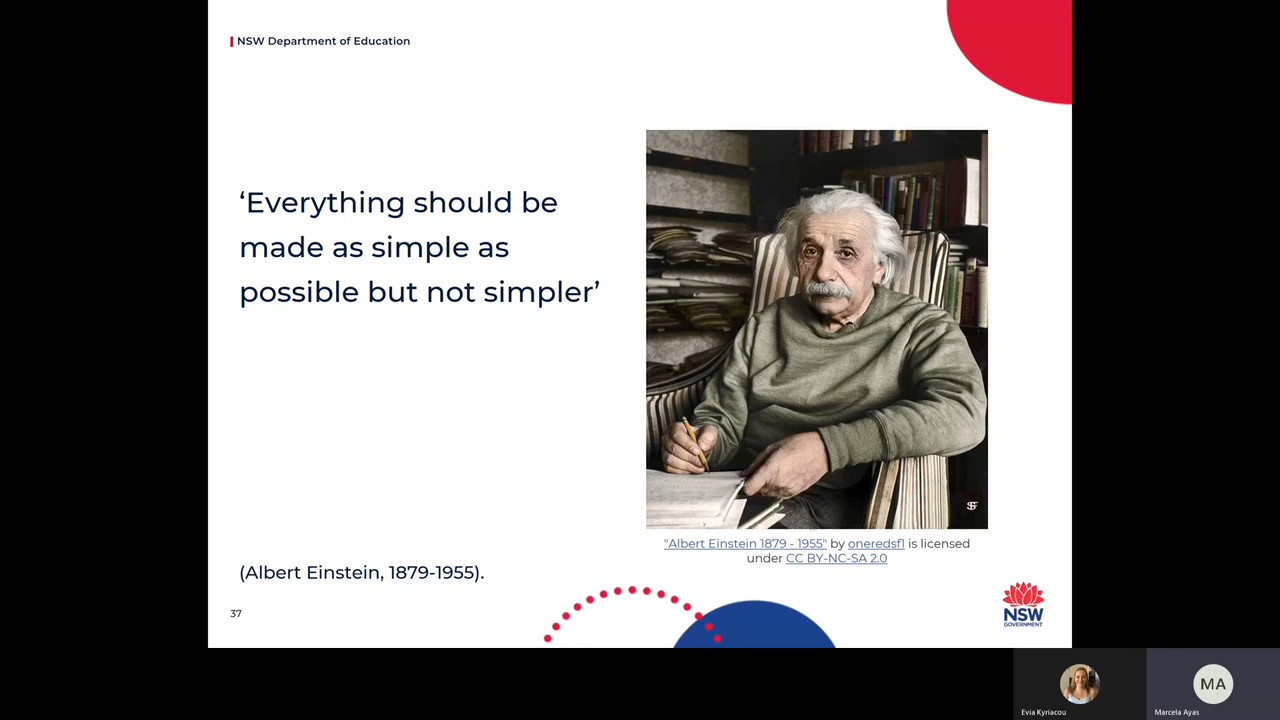 NSW Department of Education
‘Everything should be
made as simple as
possible but not simpler’
"Albert Einstein 1879 - 1955" by oneredsf1 is licensed
under CC BY-NC-SA 2.0
(Albert Einstein, 1879-1955).
37
NSW
GOVERNMENT
MA
Evia Kyriacou
Marcela Ayas